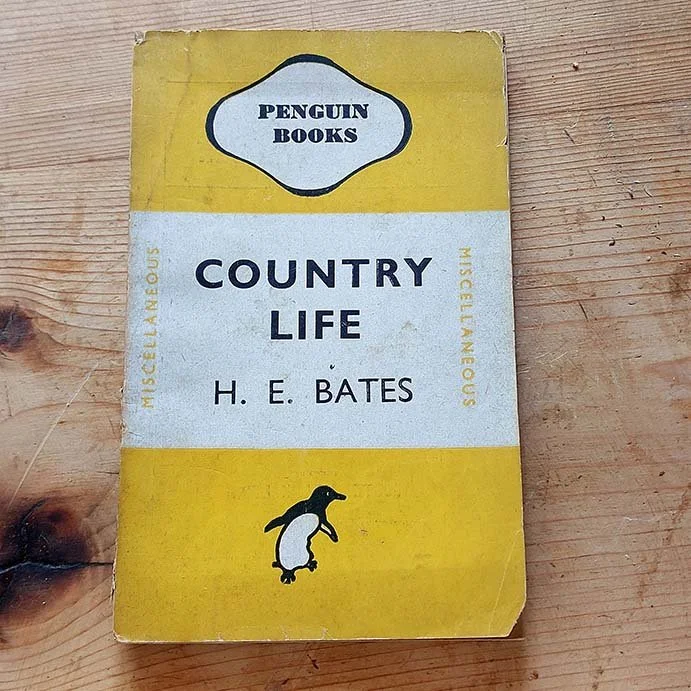 PENGUIN
BOOKS
MISCELLANEOUS
COUNTRY
LIFE
H. E. BATES
MISCELLANEOUS